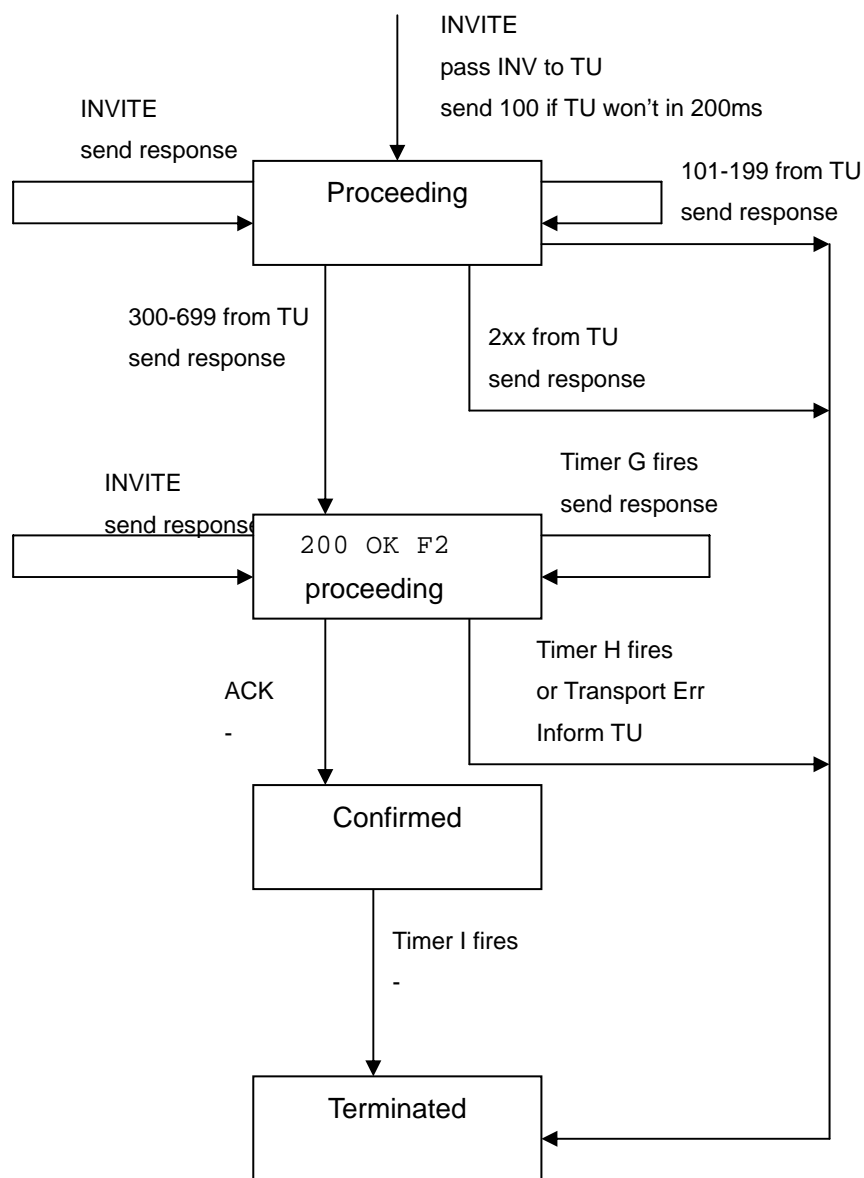 INVITE
pass INV to TU
send 100 if TU won't in 200ms
INVITE
send response
Proceeding
101-199 from TU
send response
300-699 from TU
send response
2xx from TU
send response
INVITE
send response
Timer G fires
send response
200 OK F2
proceeding
ACK
-
Timer H fires
or Transport Err
Inform TU
Confirmed
Timer I fires
-
Terminated